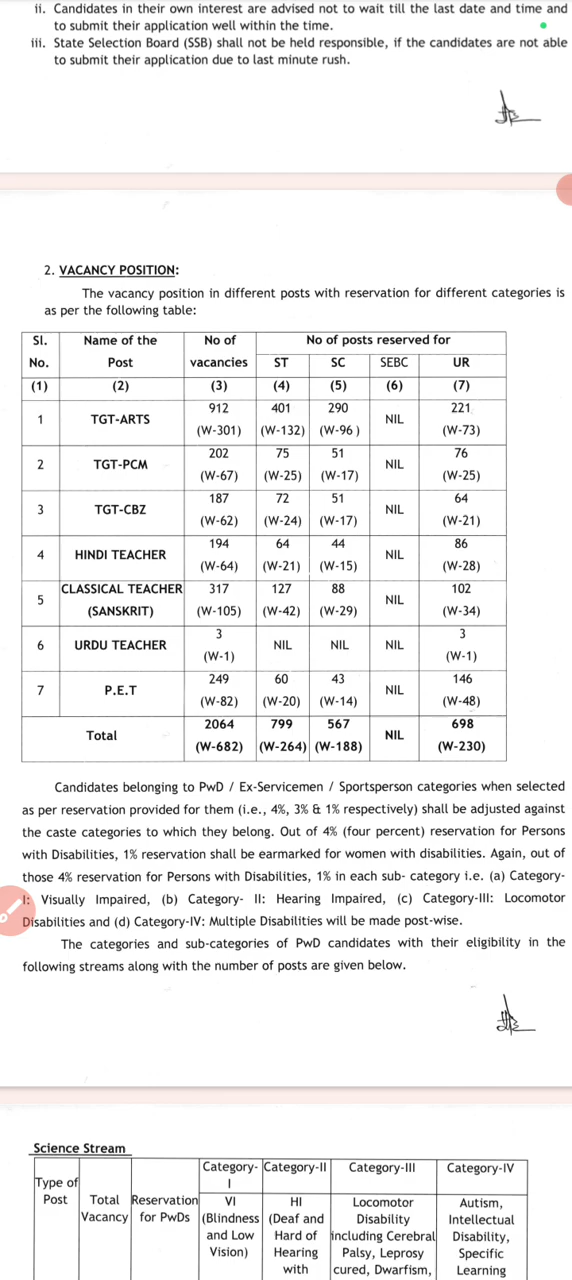 ii. Candidates in their own interest are advised not to wait till the last date and time and
to submit their application well within the time.
iii. State Selection Board (SSB) shall not be held responsible, if the candidates are not able
to submit their application due to last minute rush.
2. VACANCY POSITION:
The vacancy position in different posts with reservation for different categories is
as per the following table:
Sl. No. Name of the Post No of vacancies No of posts reserved for
ST SC SEBC UR
(1) (2) (3) (4) (5) (6) (7)
1 TGT-ARTS 912 (W-301) 401 (W-132) 290 (W-96 ) NIL 221 (W-73)
2 TGT-PCM 202 (W-67) 75 (W-25) 51 (W-17) NIL 76 (W-25)
3 TGT-CBZ 187 (W-62) 72 (W-24) 51 (W-17) NIL 64 (W-21)
4 HINDI TEACHER 194 (W-64) 64 (W-21) 44 (W-15) NIL 86 (W-28)
5 CLASSICAL TEACHER (SANSKRIT) 317 (W-105) 127 (W-42) 88 (W-29) NIL 102 (W-34)
6 URDU TEACHER 3 (W-1) NIL NIL NIL 3 (W-1)
7 P.E.T 249 (W-82) 60 (W-20) 43 (W-14) NIL 146 (W-48)
Total 2064 (W-682) 799 (W-264) 567 (W-188) NIL 698 (W-230)
Candidates belonging to PwD / Ex-Servicemen / Sportsperson categories when selected
as per reservation provided for them (i.e., 4%, 3% & 1% respectively) shall be adjusted against
the caste categories to which they belong. Out of 4% (four percent) reservation for Persons
with Disabilities, 1% reservation shall be earmarked for women with disabilities. Again, out of
those 4% reservation for Persons with Disabilities, 1% in each sub- category i.e. (a) Category-
I: Visually Impaired, (b) Category- II: Hearing Impaired, (c) Category-III: Locomotor
Disabilities and (d) Category-IV: Multiple Disabilities will be made post-wise.
The categories and sub-categories of PwD candidates with their eligibility in the
following streams along with the number of posts are given below.
Science Stream
Type of Post Total Vacancy Reservation for PwDs Category-I Category-II Category-III Category-IV
VI (Blindness and Low Vision) HI (Deaf and Hard of Hearing with Locomotor Disability including Cerebral Palsy, Leprosy cured, Dwarfism, Autism, Intellectual Disability, Specific Learning